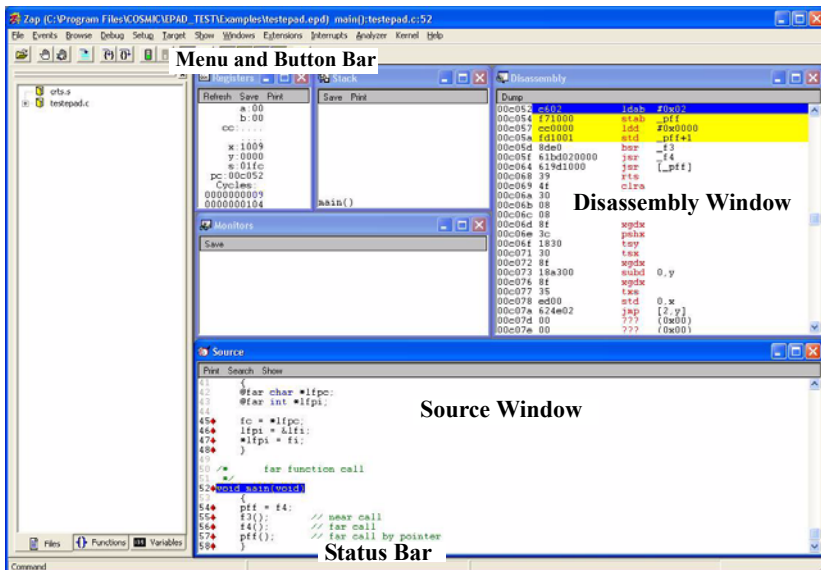 Zap (C:\Program Files\COSMIC\EPAD_TEST\Examples\testepad.epd) main():testepad.c:52
File Events Browse Debug Setup Target Show Windows Extensions Interrupts Analyzer Kernel Help
Menu and Button Bar
crts.s
testepad.c
Files Functions Variables
Registers
Refresh Save Print
a:00
b:00
cc:....
....
x:1009
y:0000
s:01fc
pc:00c052
Cycles:
0000000009
0000000104
Stack
Save Print
main()
Monitors
Save
Disassembly
Dump
00c052 c602 ldab #0x02
00c054 f71000 stab _pff
00c057 cc0000 ldd #0x0000
00c05a fd1001 std _pff+1
00c05d 8de0 bsr _f3
00c05f 61bd020000 jsr _f4
00c064 619d1000 jsr [_pff]
00c068 39 rts
00c069 4f clra
00c06a 30
00c06b 08
00c06c 08
00c06d 8f xgdx
00c06e 3c pshx
00c06f 1830 tsy
00c071 30 tsx
00c072 8f xgdx
00c073 18a300 subd 0,y
00c076 8f xgdx
00c077 35 txs
00c078 ed00 std 0,x
00c07a 624e02 jmp [2,y]
00c07d 00 ??? (0x00)
00c07e 00 ??? (0x00)
Disassembly Window
Source
Print Search Show
41 {
42 @far char *lfpc;
43 @far int *lfpi;
44
45 fc = *lfpc;
46 lfpi = &lfi;
47 *lfpi = fi;
48 }
49
50 /* far function call
51 */
52 void main(void)
53 {
54 pff = f4;
55 f3(); // near call
56 f4(); // far call
57 pff(); // far call by pointer
58 }
Source Window
Status Bar
Command